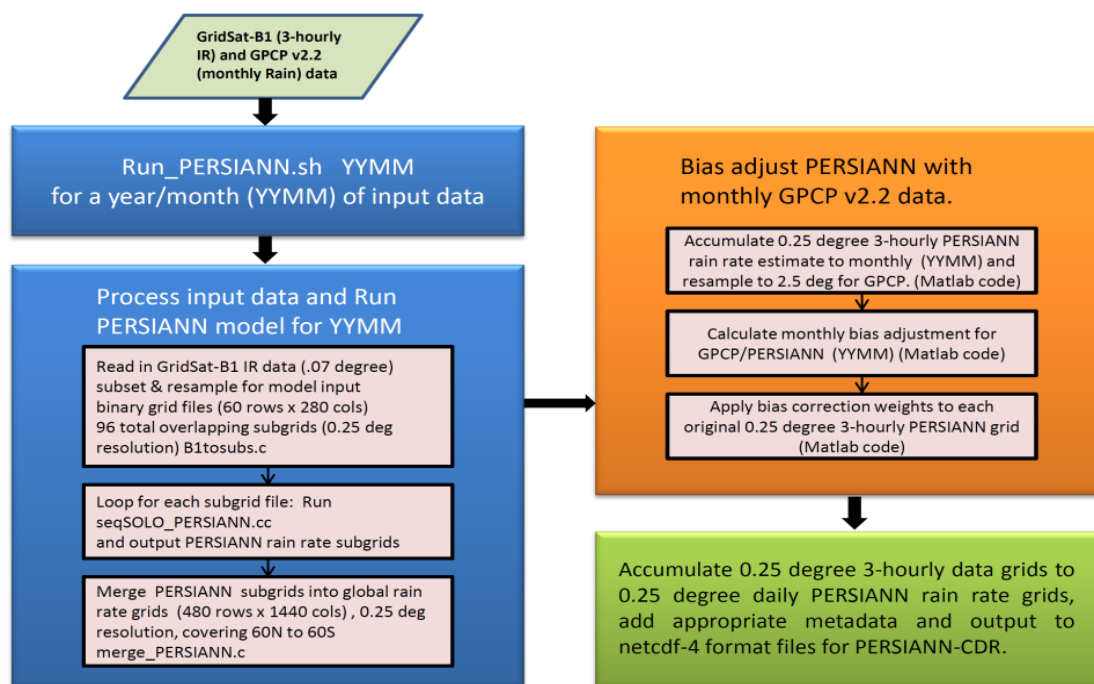 GridSat-B1 (3-hourly
IR) and GPCP v2.2
(monthly Rain) data
Run_PERSIANN.sh YYMM
for a year/month (YYMM) of input data
Process input data and Run
PERSIANN model for YYMM
Read in GridSat-B1 IR data (.07 degree)
subset & resample for model input
binary grid files (60 rows x 280 cols)
96 total overlapping subgrids (0.25 deg
resolution) B1tosubs.c
Loop for each subgrid file: Run
seqSOLO_PERSIANN.cc
and output PERSIANN rain rate subgrids
Merge PERSIANN subgrids into global rain
rate grids (480 rows x 1440 cols) , 0.25 deg
resolution, covering 60N to 60S
merge_PERSIANN.c
Bias adjust PERSIANN with
monthly GPCP v2.2 data.
Accumulate 0.25 degree 3-hourly PERSIANN
rain rate estimate to monthly (YYMM) and
resample to 2.5 deg for GPCP. (Matlab code)
Calculate monthly bias adjustment for
GPCP/PERSIANN (YYMM) (Matlab code)
Apply bias correction weights to each
original 0.25 degree 3-hourly PERSIANN grid
(Matlab code)
Accumulate 0.25 degree 3-hourly data grids to
0.25 degree daily PERSIANN rain rate grids,
add appropriate metadata and output to
netcdf-4 format files for PERSIANN-CDR.